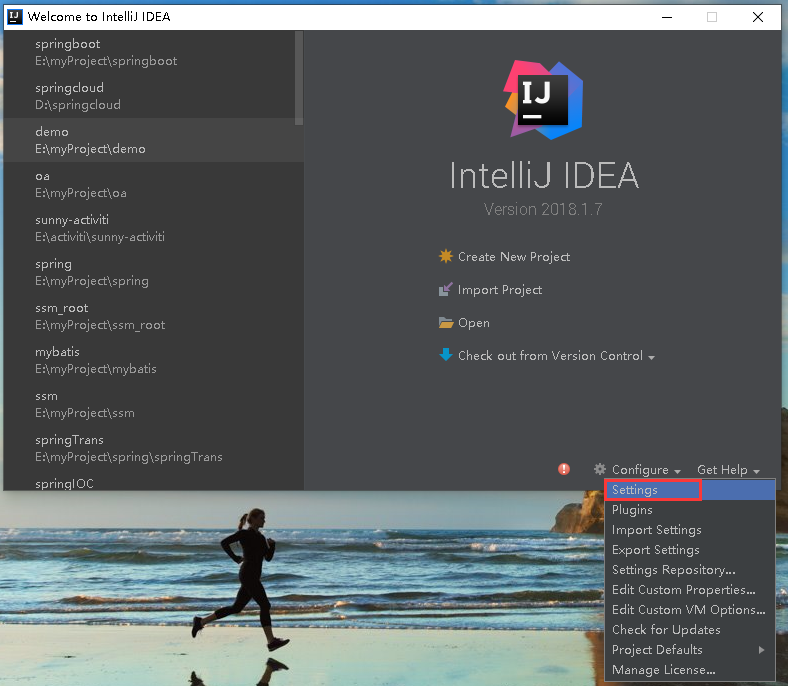 Welcome to IntelliJ IDEA
springboot
E:\myProject\springboot
springcloud
D:\springcloud
demo
E:\myProject\demo
oa
E:\myProject\oa
sunny-activiti
E:\activiti\sunny-activiti
spring
E:\myProject\spring
ssm_root
E:\myProject\ssm_root
mybatis
E:\myProject\mybatis
ssm
E:\myProject\ssm
springTrans
E:\myProject\spring\springTrans
springIOC
IJ
IntelliJ IDEA
Version 2018.1.7
Create New Project
Import Project
Open
Check out from Version Control
Configure
Get Help
Settings
Plugins
Import Settings
Export Settings
Settings Repository...
Edit Custom Properties...
Edit Custom VM Options...
Check for Updates
Project Defaults
Manage License...